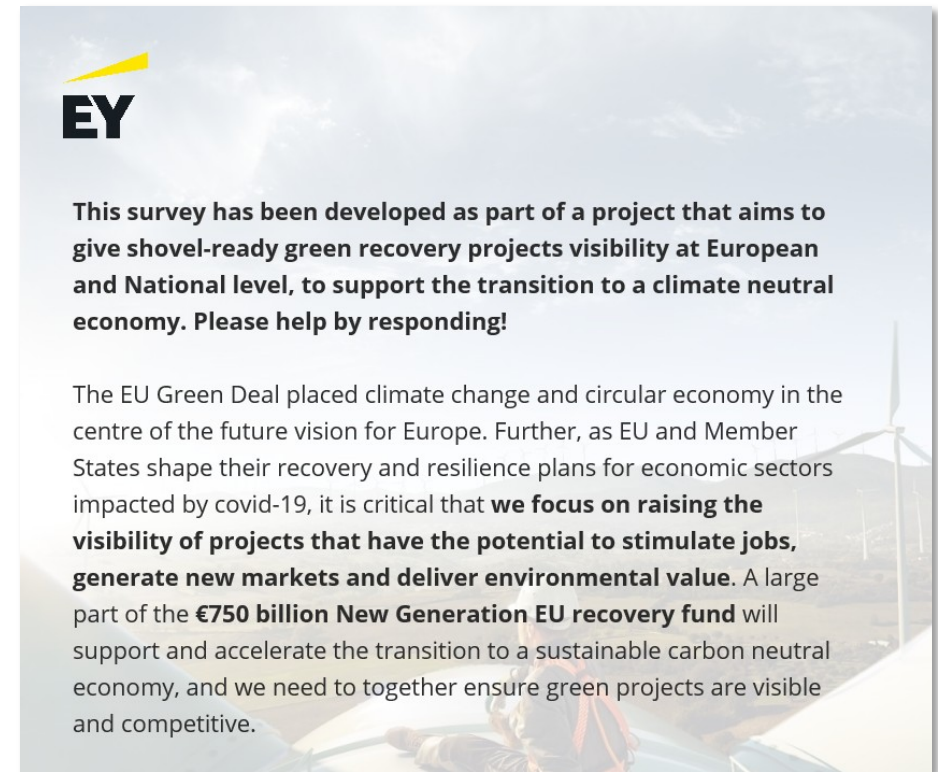 EY
This survey has been developed as part of a project that aims to
give shovel-ready green recovery projects visibility at European
and National level, to support the transition to a climate neutral
economy. Please help by responding!
The EU Green Deal placed climate change and circular economy in the
centre of the future vision for Europe. Further, as EU and Member
States shape their recovery and resilience plans for economic sectors
impacted by covid-19, it is critical that we focus on raising the
visibility of projects that have the potential to stimulate jobs,
generate new markets and deliver environmental value. A large
part of the €750 billion New Generation EU recovery fund will
support and accelerate the transition to a sustainable carbon neutral
economy, and we need to together ensure green projects are visible
and competitive.